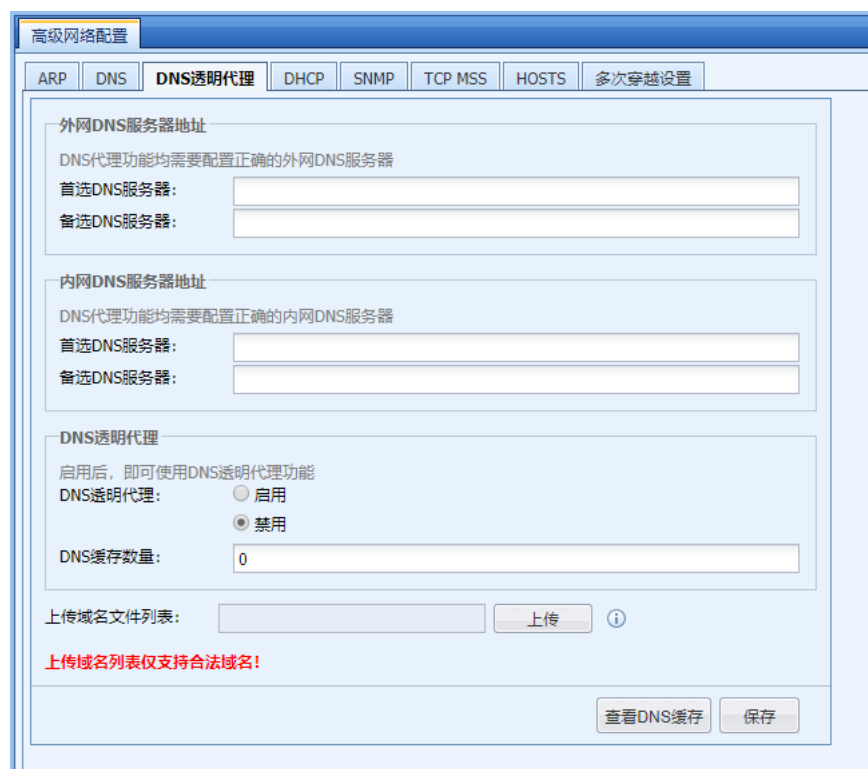 高级网络配置
ARP DNS DNS透明代理 DHCP SNMP TCP MSS HOSTS 多次穿越设置
外网DNS服务器地址
DNS代理功能均需要配置正确的外网DNS服务器
首选DNS服务器:
备选DNS服务器:
内网DNS服务器地址
DNS代理功能均需要配置正确的内网DNS服务器
首选DNS服务器:
备选DNS服务器:
DNS透明代理
启用后，即可使用DNS透明代理功能
DNS透明代理: 启用
禁用
DNS缓存数量: 0
上传域名文件列表: 上传
上传域名列表仅支持合法域名!
查看DNS缓存 保存